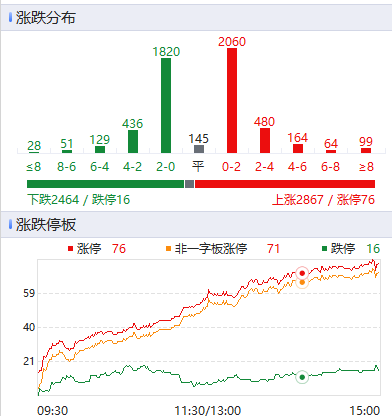 涨跌分布
28 51 129 436 1820 145 2060 480 164 64 99
≤8 8-6 6-4 4-2 2-0 平 0-2 2-4 4-6 6-8 ≥8
下跌2464 / 跌停16 上涨2867 / 涨停76
涨跌停板
涨停 76 非一字板涨停 71 跌停 16
59
40
21
09:30 11:30/13:00 15:00